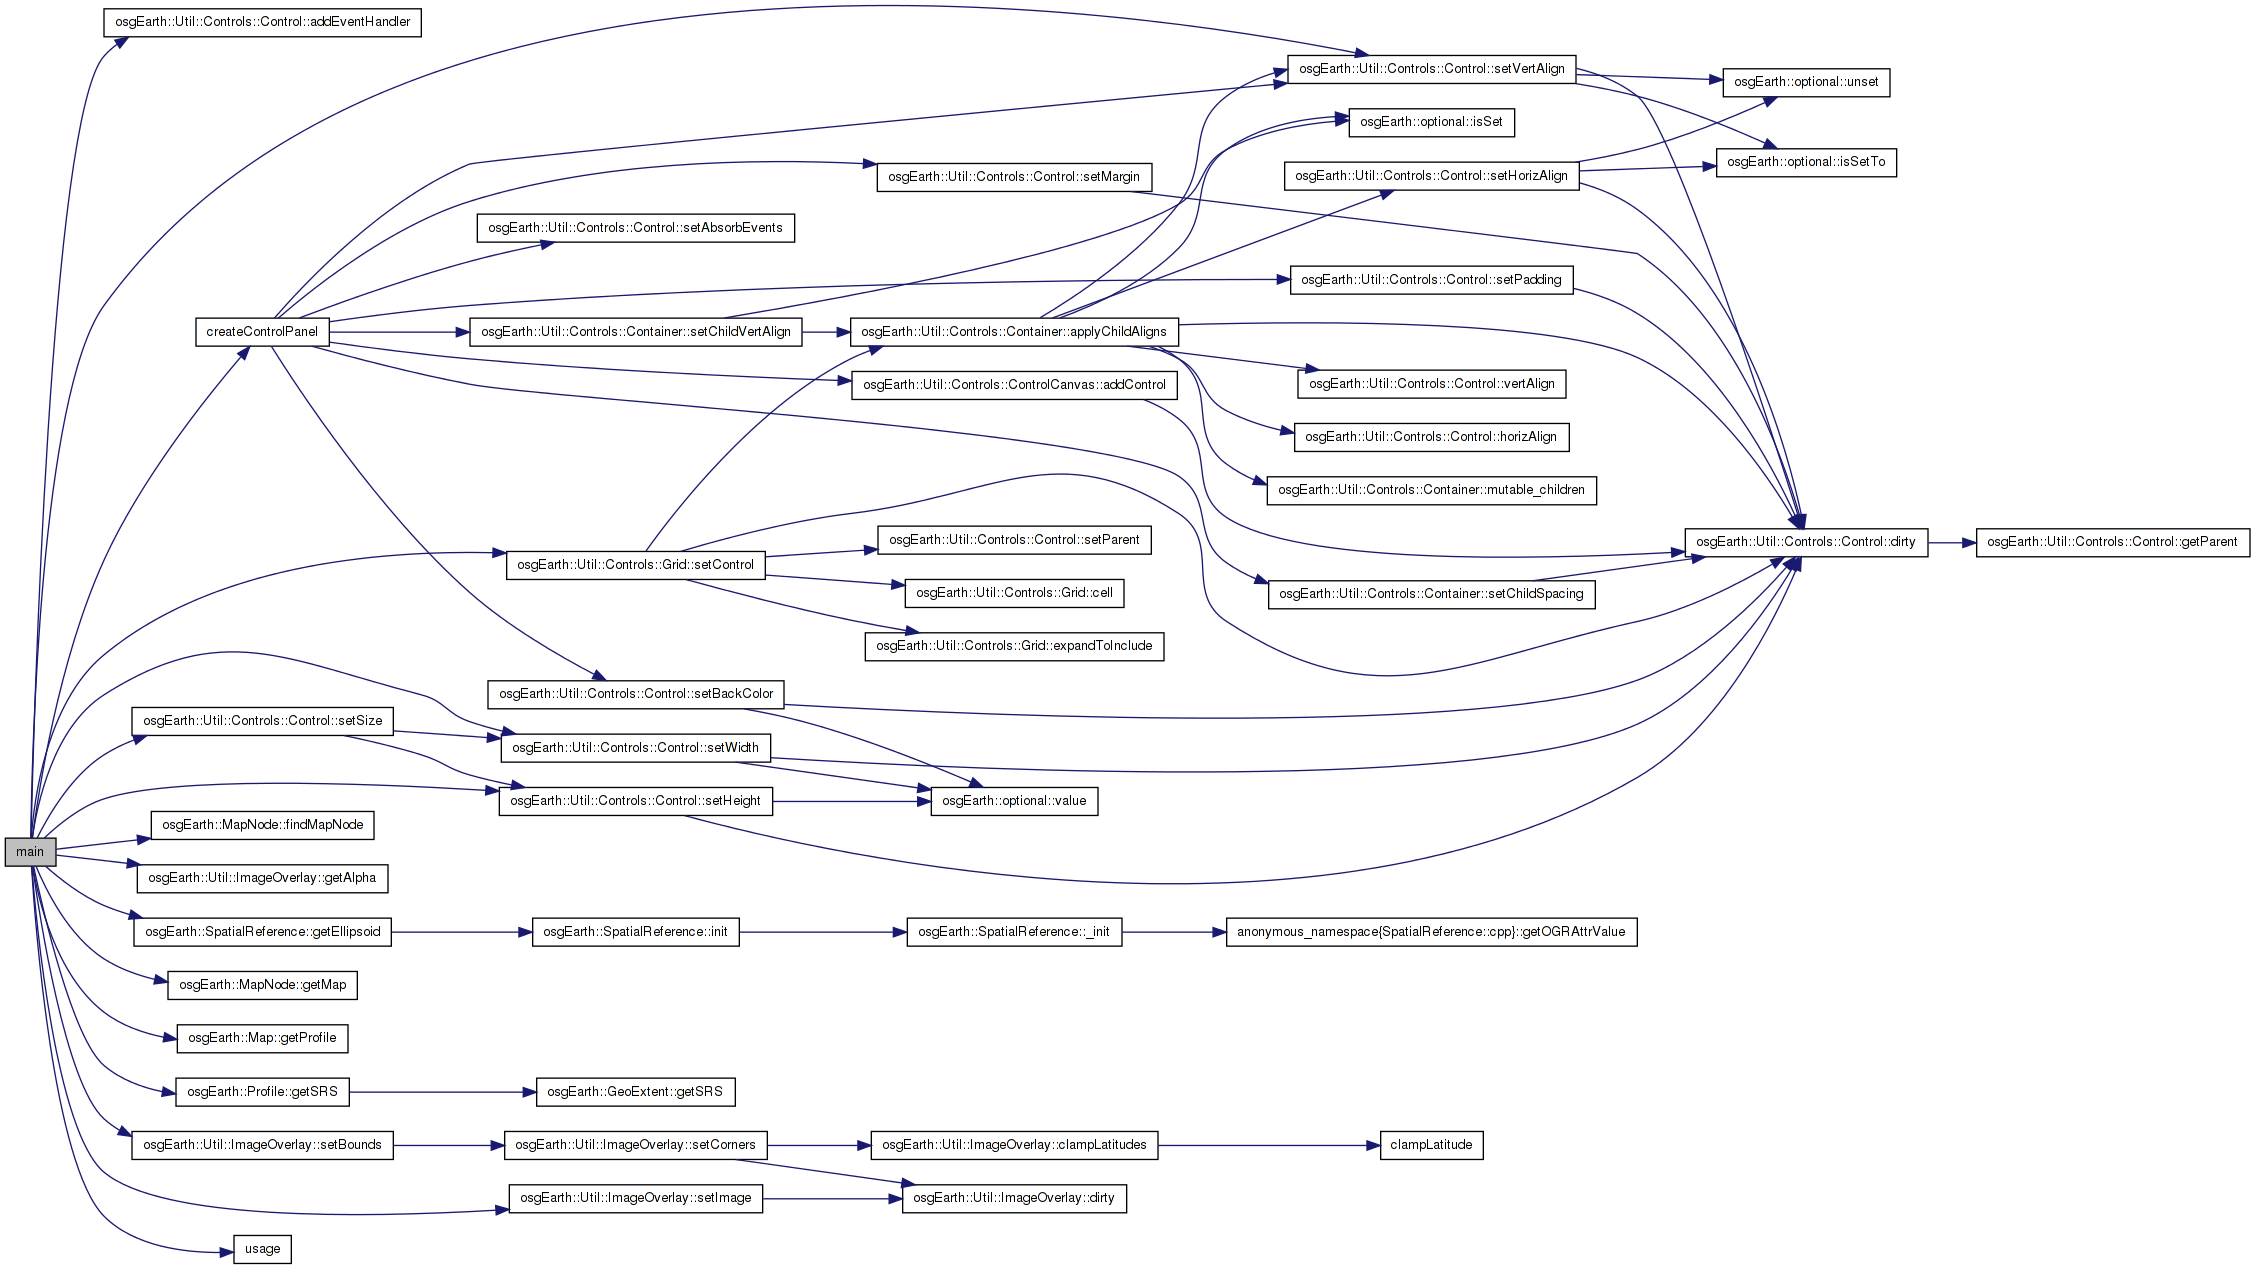 osgEarth::Util::Controls::Control::addEventHandler
osgEarth::Util::Controls::Control::setVertAlign
osgEarth::optional::unset
osgEarth::optional::isSet
osgEarth::optional::isSetTo
osgEarth::Util::Controls::Control::setMargin
osgEarth::Util::Controls::Control::setHorizAlign
osgEarth::Util::Controls::Control::setAbsorbEvents
osgEarth::Util::Controls::Control::setPadding
createControlPanel
osgEarth::Util::Controls::Container::setChildVertAlign
osgEarth::Util::Controls::Container::applyChildAligns
osgEarth::Util::Controls::ControlCanvas::addControl
osgEarth::Util::Controls::Control::vertAlign
osgEarth::Util::Controls::Control::horizAlign
osgEarth::Util::Controls::Container::mutable_children
osgEarth::Util::Controls::Control::setParent
osgEarth::Util::Controls::Control::dirty
osgEarth::Util::Controls::Control::getParent
osgEarth::Util::Controls::Grid::setControl
osgEarth::Util::Controls::Grid::cell
osgEarth::Util::Controls::Container::setChildSpacing
osgEarth::Util::Controls::Grid::expandToInclude
osgEarth::Util::Controls::Control::setBackColor
osgEarth::Util::Controls::Control::setSize
osgEarth::Util::Controls::Control::setWidth
osgEarth::Util::Controls::Control::setHeight
osgEarth::optional::value
osgEarth::MapNode::findMapNode
main
osgEarth::Util::ImageOverlay::getAlpha
osgEarth::SpatialReference::getEllipsoid
osgEarth::SpatialReference::init
osgEarth::SpatialReference::_init
anonymous_namespace{SpatialReference::cpp}::getOGRAttrValue
osgEarth::MapNode::getMap
osgEarth::Map::getProfile
osgEarth::Profile::getSRS
osgEarth::GeoExtent::getSRS
osgEarth::Util::ImageOverlay::setBounds
osgEarth::Util::ImageOverlay::setCorners
osgEarth::Util::ImageOverlay::clampLatitudes
clampLatitude
osgEarth::Util::ImageOverlay::setImage
osgEarth::Util::ImageOverlay::dirty
usage